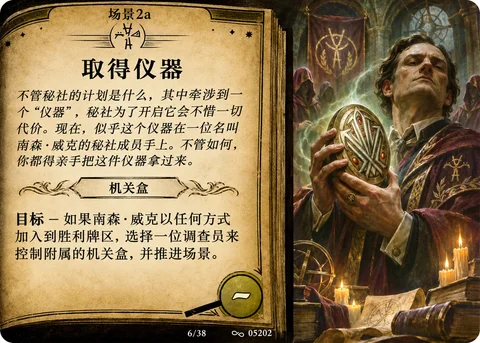 场景2a
取得仪器
不管秘社的计划是什么，其中牵涉到一
个“仪器”，秘社为了开启它会不惜一切
代价。现在，似乎这个仪器在一位名叫
南森·威克的秘社成员手上。不管如何，
你都得亲手把这件仪器拿过来。
机关盒
目标 – 如果南森·威克以任何方式
加入到胜利牌区，选择一位调查员来
控制附属的机关盒，并推进场景。
–
6/38 05202